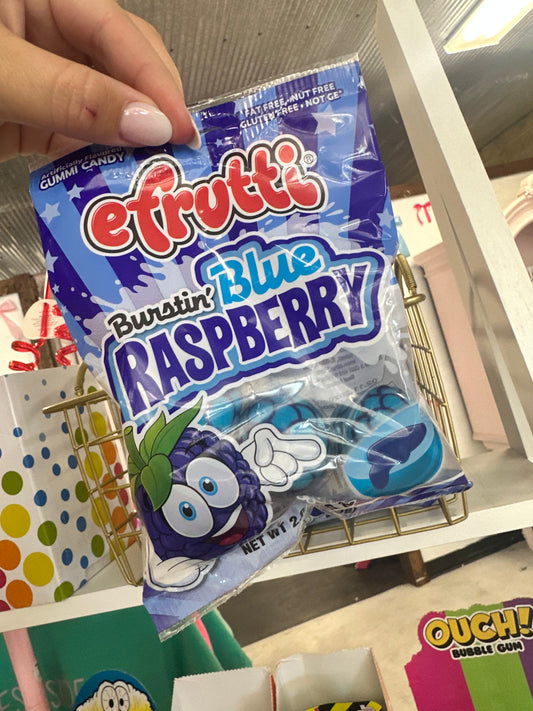 FAT FREE • NUT FREE
GLUTEN FREE • NOT GE*
Artificially Flavored
GUMMI CANDY
efrutti®
Burstin' Blue
RASPBERRY
NET WT 2.
OUCH!
BUBBLE GUM